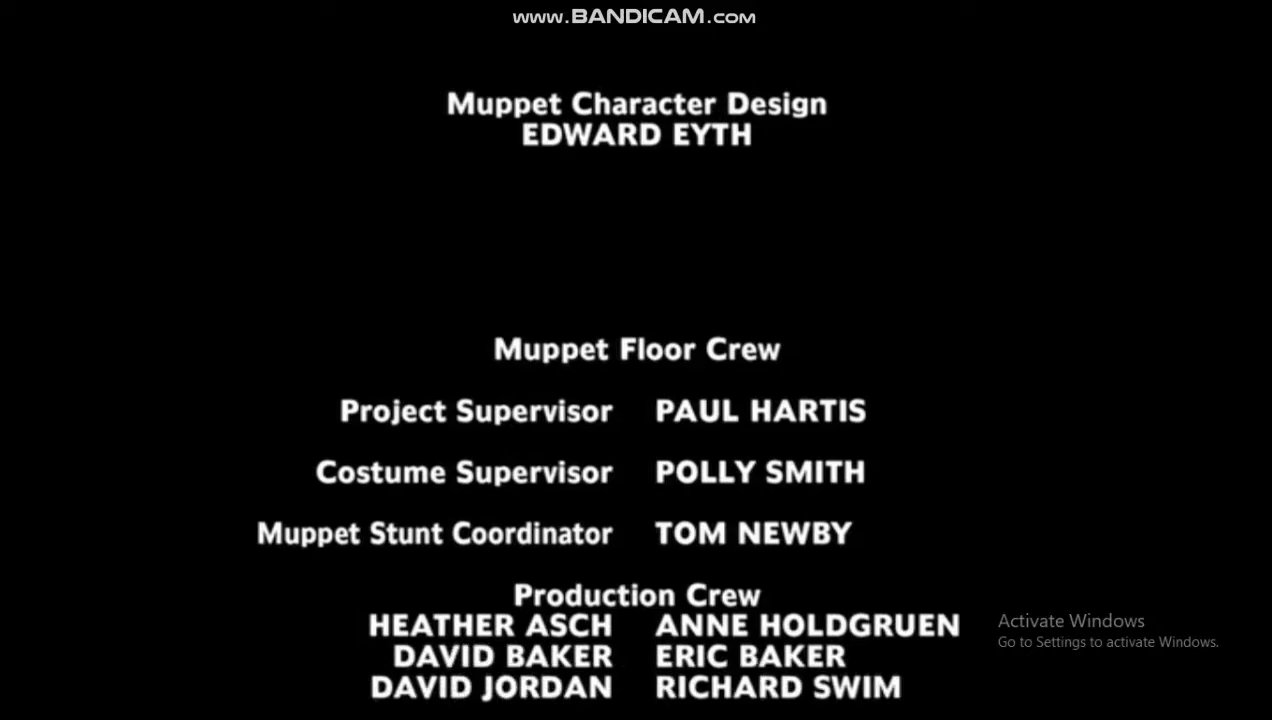 www.BANDICAM.com
Muppet Character Design
EDWARD EYTH
Muppet Floor Crew
Project Supervisor PAUL HARTIS
Costume Supervisor POLLY SMITH
Muppet Stunt Coordinator TOM NEWBY
Production Crew
HEATHER ASCH ANNE HOLDGRUEN
DAVID BAKER ERIC BAKER
DAVID JORDAN RICHARD SWIM
Activate Windows
Go to Settings to activate Windows.